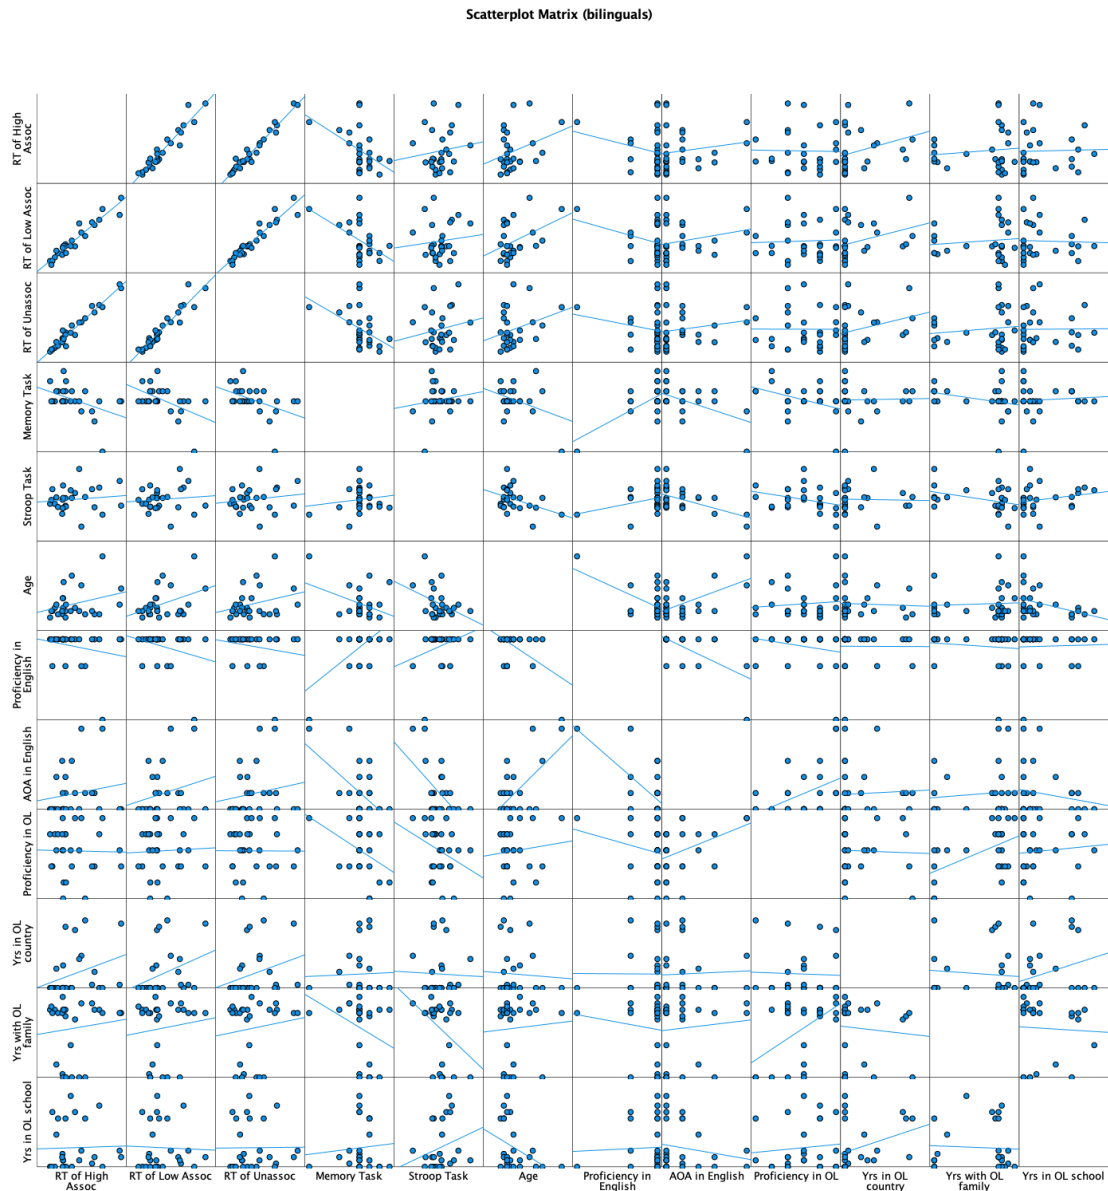 Scatterplot Matrix (bilinguals)
RT of High
Assoc
RT of Low Assoc
RT of Unassoc
Memory Task
Stroop Task
Age
Proficiency in
English
AOA in English
Proficiency in OL
Yrs in OL
country
Yrs with OL
family
Yrs in OL school
RT of High
Assoc
RT of Low Assoc
RT of Unassoc
Memory Task
Stroop Task
Age
Proficiency in
English
AOA in English
Proficiency in OL
Yrs in OL
country
Yrs with OL
family
Yrs in OL school